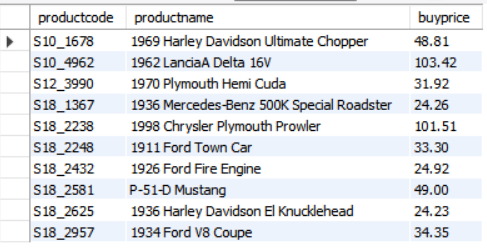 productcode productname buyprice
S10_1678 1969 Harley Davidson Ultimate Chopper 48.81
S10_4962 1962 LanciaA Delta 16V 103.42
S12_3990 1970 Plymouth Hemi Cuda 31.92
S18_1367 1936 Mercedes-Benz 500K Special Roadster 24.26
S18_2238 1998 Chrysler Plymouth Prowler 101.51
S18_2248 1911 Ford Town Car 33.30
S18_2432 1926 Ford Fire Engine 24.92
S18_2581 P-51-D Mustang 49.00
S18_2625 1936 Harley Davidson El Knucklehead 24.23
S18_2957 1934 Ford V8 Coupe 34.35